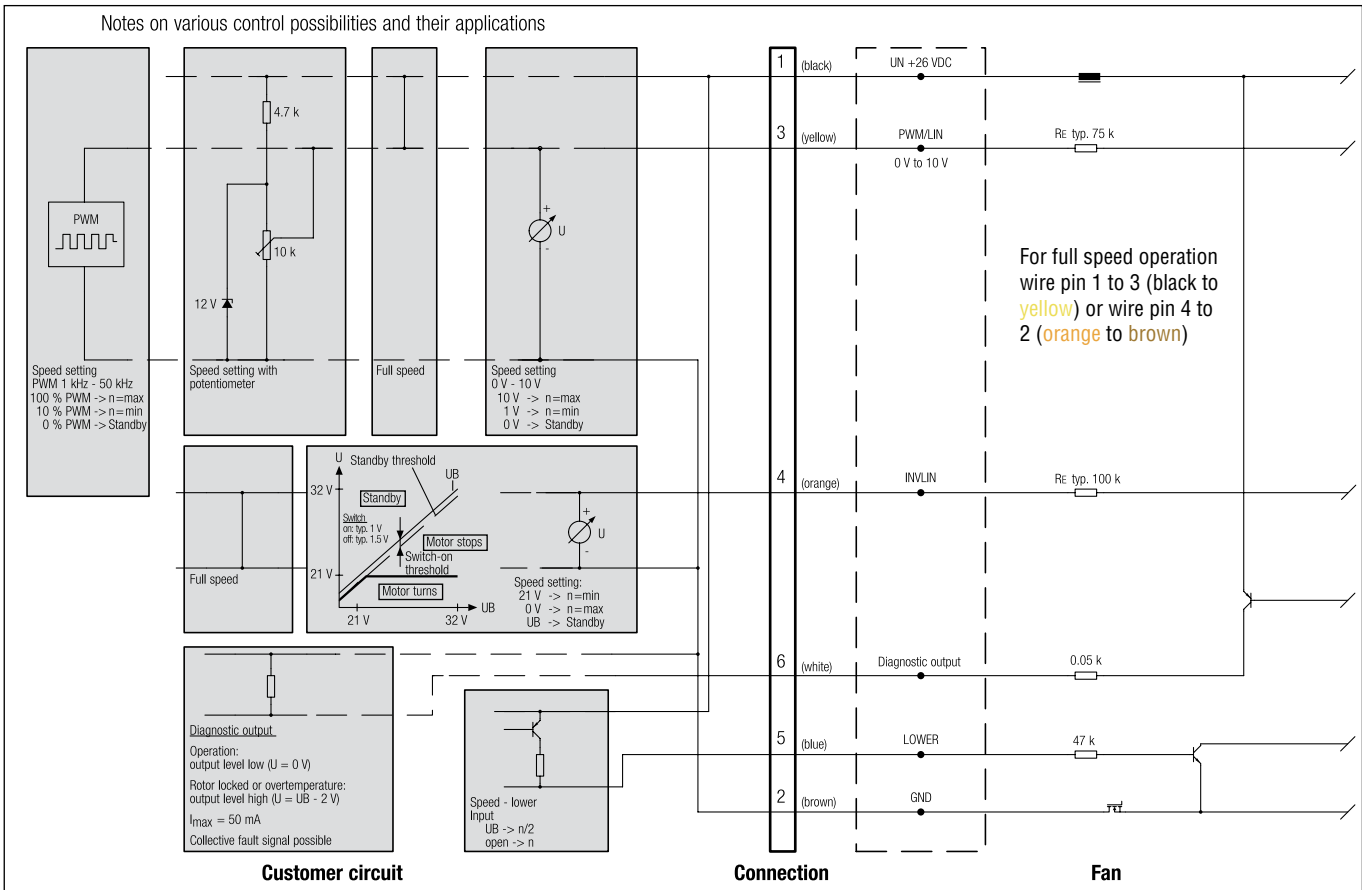 Notes on various control possibilities and their applications
PWM
Speed setting
PWM 1 kHz - 50 kHz
100 % PWM -> n=max
10 % PWM -> n=min
0 % PWM -> Standby
4.7 k
10 k
12 V
Speed setting with
potentiometer
Full speed
+
U
-
Speed setting
0 V - 10 V
10 V -> n=max
1 V -> n=min
0 V -> Standby
Full speed
U
Standby threshold
UB
32 V
Standby
Switch
on: typ. 1 V
off: typ. 1.5 V
Motor stops
Switch-on
threshold
21 V
Motor turns
UB
21 V
32 V
+
U
-
Speed setting:
21 V -> n=min
0 V -> n=max
UB -> Standby
Diagnostic output
Operation:
output level low (U = 0 V)
Rotor locked or overtemperature:
output level high (U = UB - 2 V)
Imax = 50 mA
Collective fault signal possible
Speed - lower
Input
UB -> n/2
open -> n
1 (black)
UN +26 VDC
3 (yellow)
PWM/LIN
0 V to 10 V
RE typ. 75 k
For full speed operation
wire pin 1 to 3 (black to
yellow) or wire pin 4 to
2 (orange to brown)
4 (orange)
INVLIN
RE typ. 100 k
6 (white)
Diagnostic output
0.05 k
5 (blue)
LOWER
47 k
2 (brown)
GND
Customer circuit
Connection
Fan